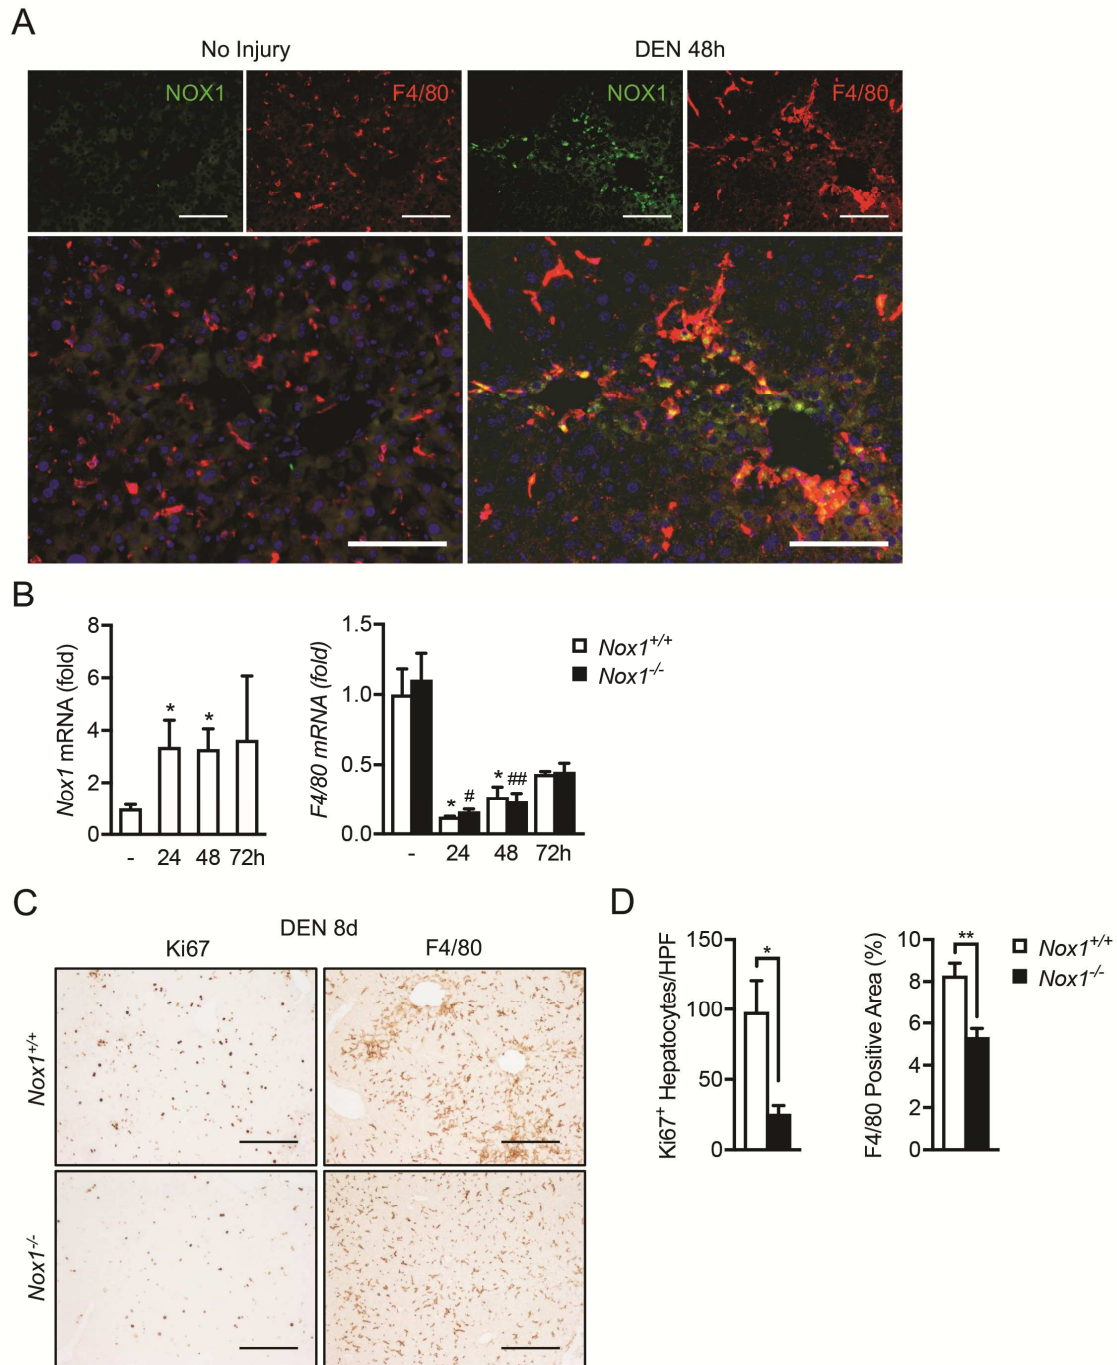 A
No Injury
DEN 48h
NOX1
F4/80
NOX1
F4/80
B
Nox1 mRNA (fold)
8
6
4
2
0
* *
- 24 48 72h
F4/80 mRNA (fold)
1.5
1.0
0.5
0.0
* # * ##
- 24 48 72h
Nox1+/+
Nox1-/-
C
DEN 8d
Ki67
F4/80
Nox1+/+
Nox1-/-
D
Ki67+ Hepatocytes/HPF
150
100
50
0
*
F4/80 Positive Area (%)
10
8
6
4
2
0
**
Nox1+/+
Nox1-/-